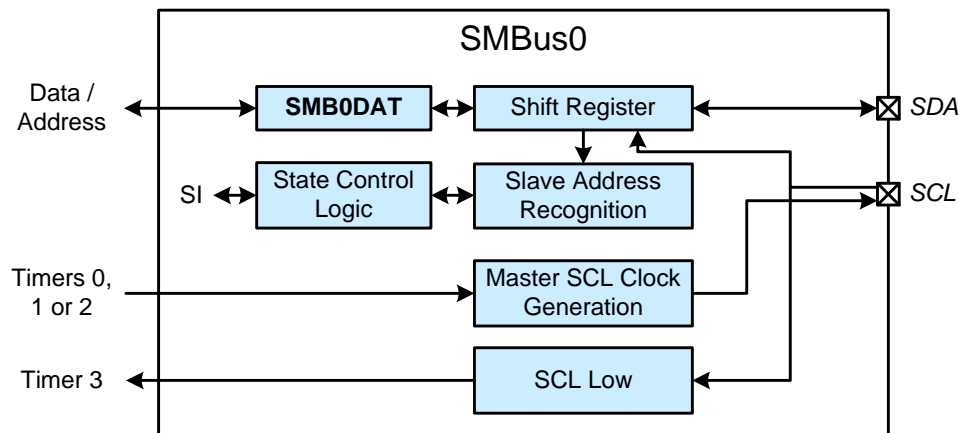 SMBus0
Data /
Address
SMB0DAT
Shift Register
SDA
SI
State Control
Logic
Slave Address
Recognition
SCL
Timers 0,
1 or 2
Master SCL Clock
Generation
Timer 3
SCL Low